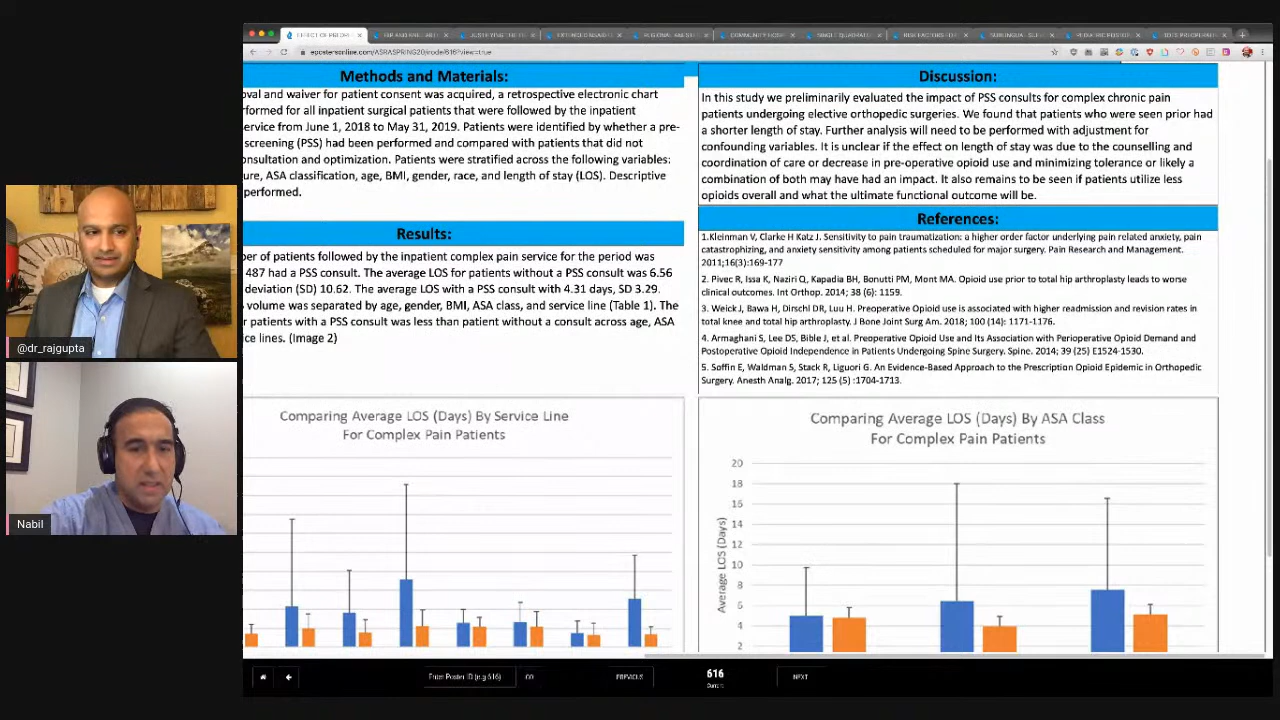 epostersonline.com/ASRASPRING20/node/616?view=true
Methods and Materials:
oval and waiver for patient consent was acquired, a retrospective electronic chart
rformed for all inpatient surgical patients that were followed by the inpatient
service from June 1, 2018 to May 31, 2019. Patients were identified by whether a pre-
screening (PSS) had been performed and compared with patients that did not
onsultation and optimization. Patients were stratified across the following variables:
ure, ASA classification, age, BMI, gender, race, and length of stay (LOS). Descriptive
performed.
Results:
ber of patients followed by the inpatient complex pain service for the period was
487 had a PSS consult. The average LOS for patients without a PSS consult was 6.56
deviation (SD) 10.62. The average LOS with a PSS consult with 4.31 days, SD 3.29.
volume was separated by age, gender, BMI, ASA class, and service line (Table 1). The
r patients with a PSS consult was less than patient without a consult across age, ASA
ice lines. (Image 2)
Comparing Average LOS (Days) By Service Line
For Complex Pain Patients
Discussion:
In this study we preliminarily evaluated the impact of PSS consults for complex chronic pain
patients undergoing elective orthopedic surgeries. We found that patients who were seen prior had
a shorter length of stay. Further analysis will need to be performed with adjustment for
confounding variables. It is unclear if the effect on length of stay was due to the counselling and
coordination of care or decrease in pre-operative opioid use and minimizing tolerance or likely a
combination of both may have had an impact. It also remains to be seen if patients utilize less
opioids overall and what the ultimate functional outcome will be.
References:
1.Kleinman V, Clarke H Katz J. Sensitivity to pain traumatization: a higher order factor underlying pain related anxiety, pain
catastrophizing, and anxiety sensitivity among patients scheduled for major surgery. Pain Research and Management.
2011;16(3):169-177
2. Pivec R, Issa K, Naziri Q, Kapadia BH, Bonutti PM, Mont MA. Opioid use prior to total hip arthroplasty leads to worse
clinical outcomes. Int Orthop. 2014; 38 (6): 1159.
3. Weick J, Bawa H, Dirschl DR, Luu H. Preoperative Opioid use is associated with higher readmission and revision rates in
total knee and total hip arthroplasty. J Bone Joint Surg Am. 2018; 100 (14): 1171-1176.
4. Armaghani S, Lee DS, Bible J, et al. Preoperative Opioid Use and Its Association with Perioperative Opioid Demand and
Postoperative Opioid Independence in Patients Undergoing Spine Surgery. Spine. 2014; 39 (25) E1524-1530.
5. Soffin E, Waldman S, Stack R, Liguori G. An Evidence-Based Approach to the Prescription Opioid Epidemic in Orthopedic
Surgery. Anesth Analg. 2017; 125 (5) :1704-1713.
Comparing Average LOS (Days) By ASA Class
For Complex Pain Patients
Average LOS (Days)
20
18
16
14
12
10
8
6
4
2
@dr_rajgupta
Nabil
Enter Poster ID (e.g 616)
GO
PREVIOUS
616
Current
NEXT